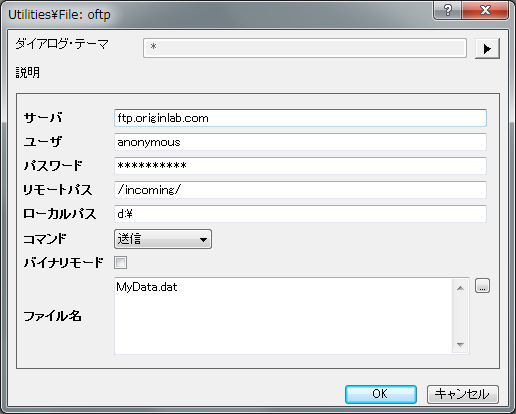 Utilities¥File: oftp
ダイアログ・テーマ
*
説明
サーバ
ftp.originlab.com
ユーザ
anonymous
パスワード
**********
リモートパス
/incoming/
ローカルパス
d:¥
コマンド
送信
バイナリモード
ファイル名
MyData.dat
...
OK
キャンセル